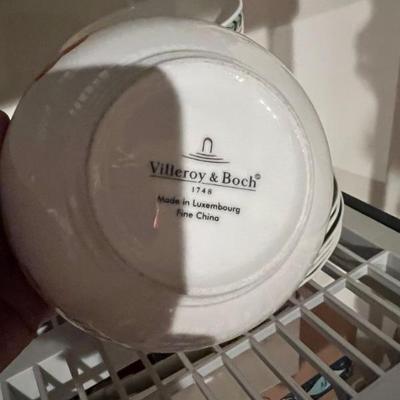 Villeroy & Boch©
1748
Made in Luxembourg
Fine China